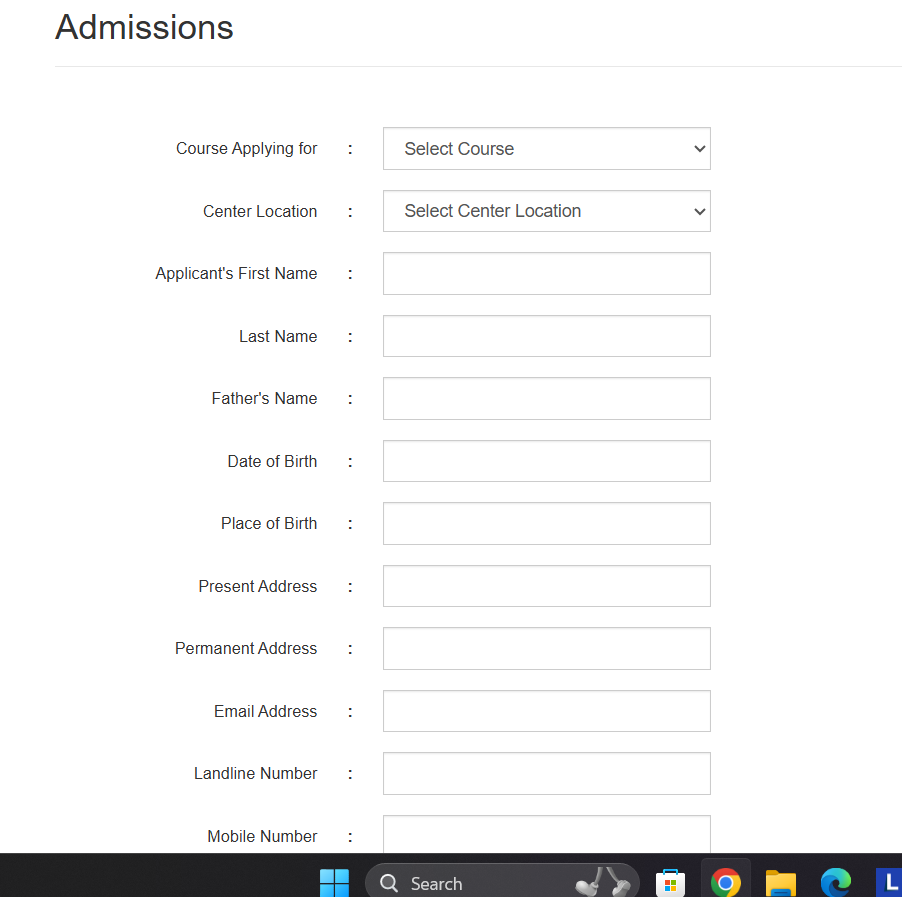 Admissions
Course Applying for : Select Course
Center Location : Select Center Location
Applicant's First Name :
Last Name :
Father's Name :
Date of Birth :
Place of Birth :
Present Address :
Permanent Address :
Email Address :
Landline Number :
Mobile Number :
Search
L